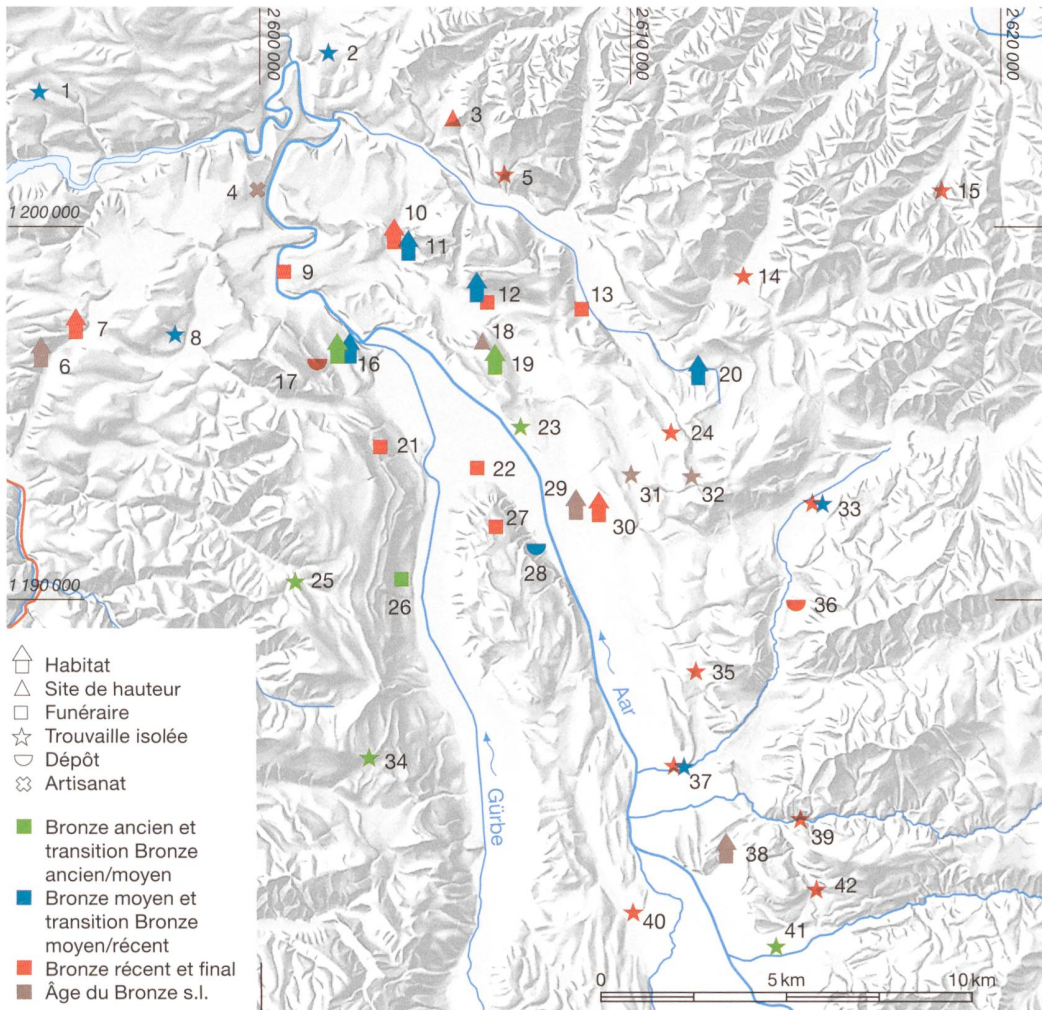 2 600 000
2 610 000
2 620 000
1
2
3
4
5
15
1 200 000
10
11
9
14
12
13
7
8
18
6
16
19
17
20
23
24
21
22
31
32
29
30
33
27
28
25
26
36
1 190 000
Habitat
Site de hauteur
Funéraire
Trouvaille isolée
Dépôt
Artisanat
Bronze ancien et
transition Bronze
ancien/moyen
Bronze moyen et
transition Bronze
moyen/récent
Bronze récent et final
Âge du Bronze s.l.
35
Aar
34
Gürbe
37
39
38
42
40
41
0
5 km
10 km